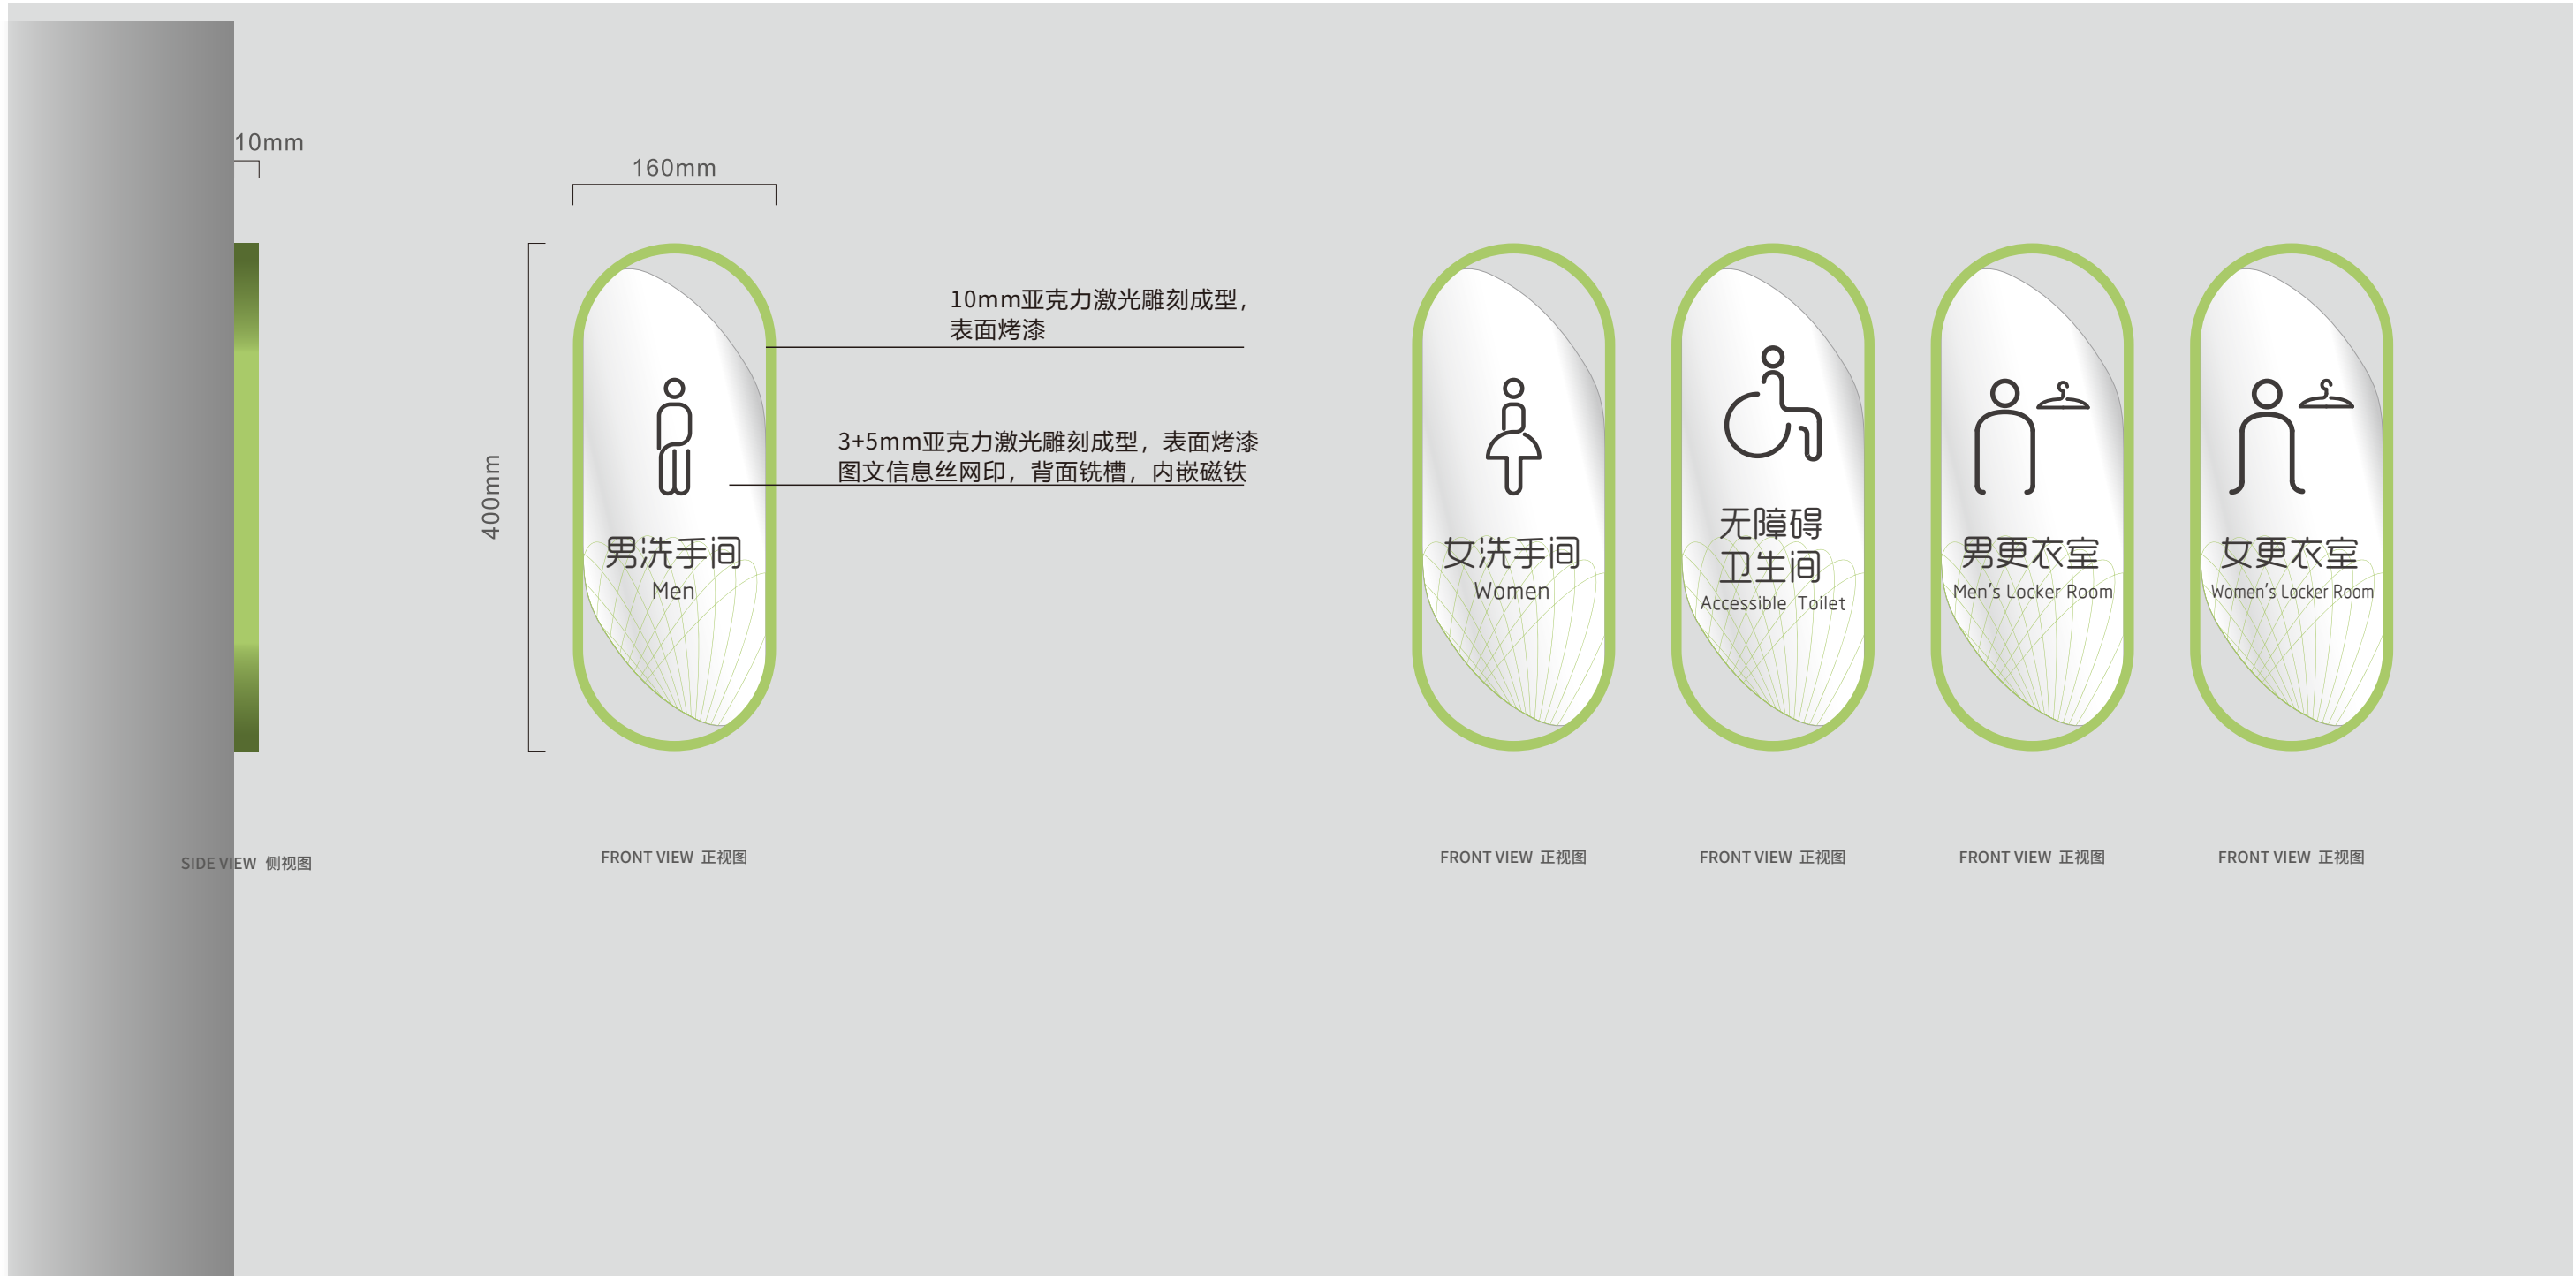 10mm
160mm
400mm
10mm亚克力激光雕刻成型，
表面烤漆
3+5mm亚克力激光雕刻成型，表面烤漆
图文信息丝网印，背面铣槽，内嵌磁铁
男洗手间
Men
女洗手间
Women
无障碍
卫生间
Accessible Toilet
男更衣室
Men's Locker Room
女更衣室
Women's Locker Room
SIDE VIEW 侧视图
FRONT VIEW 正视图
FRONT VIEW 正视图
FRONT VIEW 正视图
FRONT VIEW 正视图
FRONT VIEW 正视图